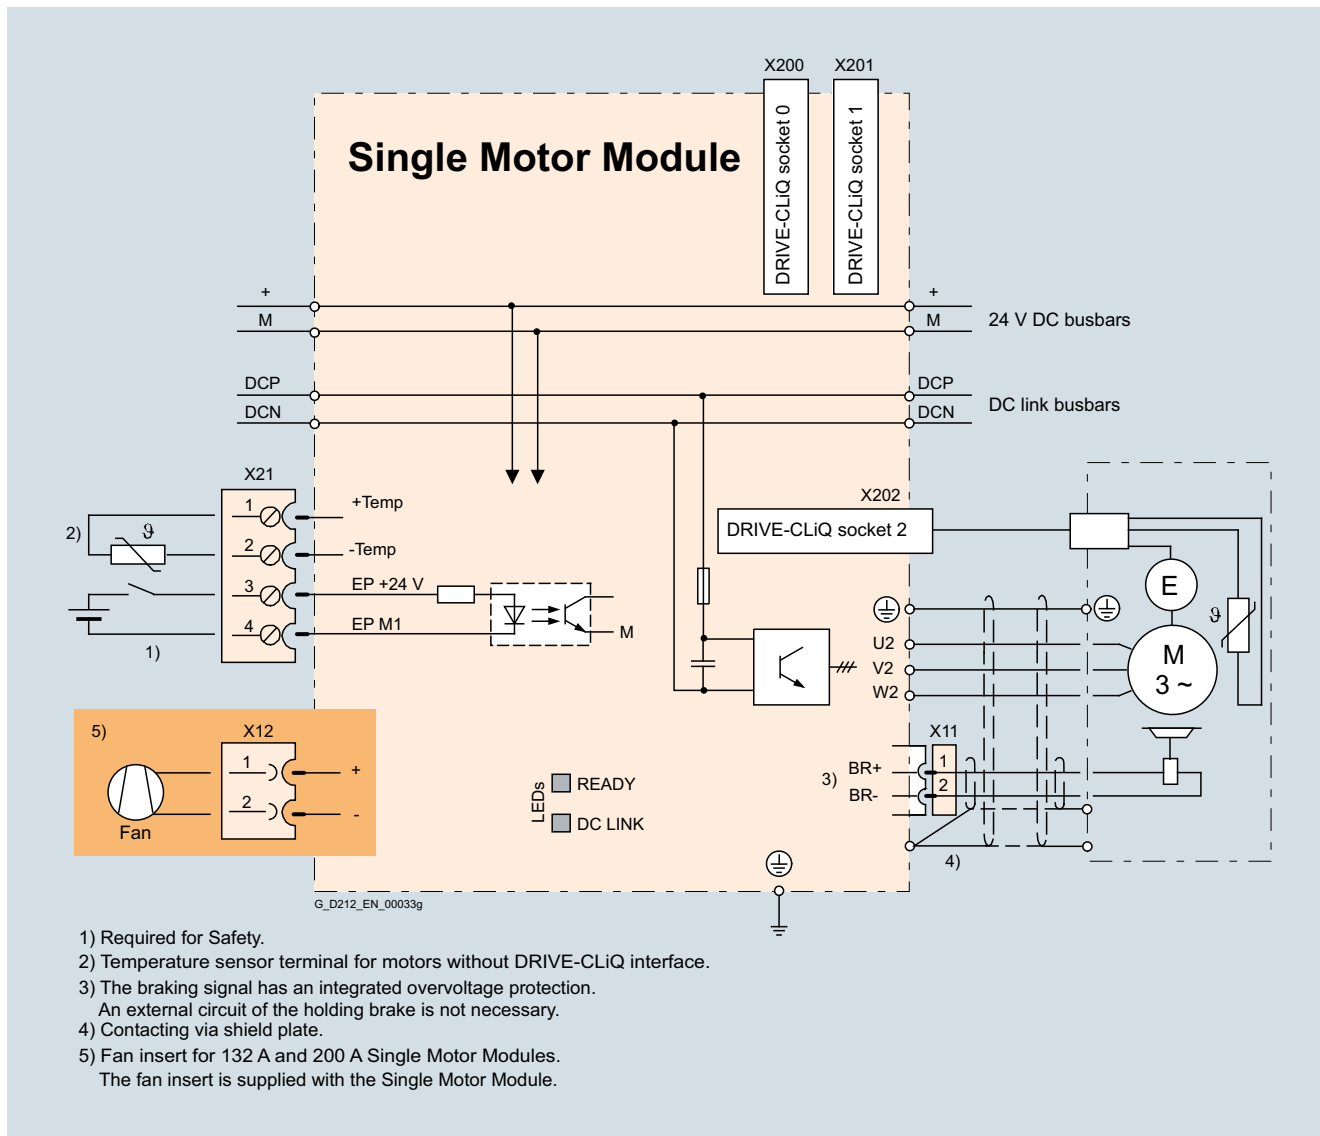 X200 X201
DRIVE-CLiQ socket 0
DRIVE-CLiQ socket 1
Single Motor Module
+ +
M M
24 V DC busbars
DCP DCP
DCN DCN
DC link busbars
X21
1 +Temp
2) ϑ
2 -Temp
3 EP +24 V
4 EP M1
1)
M
X202
DRIVE-CLiQ socket 2
E
ϑ
U2
V2
W2
M
3 ~
5) X12
1 +
2 -
Fan
LEDs
READY
DC LINK
X11
3) BR+ 1
BR- 2
4)
G_D212_EN_00033g
1) Required for Safety.
2) Temperature sensor terminal for motors without DRIVE-CLiQ interface.
3) The braking signal has an integrated overvoltage protection.
An external circuit of the holding brake is not necessary.
4) Contacting via shield plate.
5) Fan insert for 132 A and 200 A Single Motor Modules.
The fan insert is supplied with the Single Motor Module.